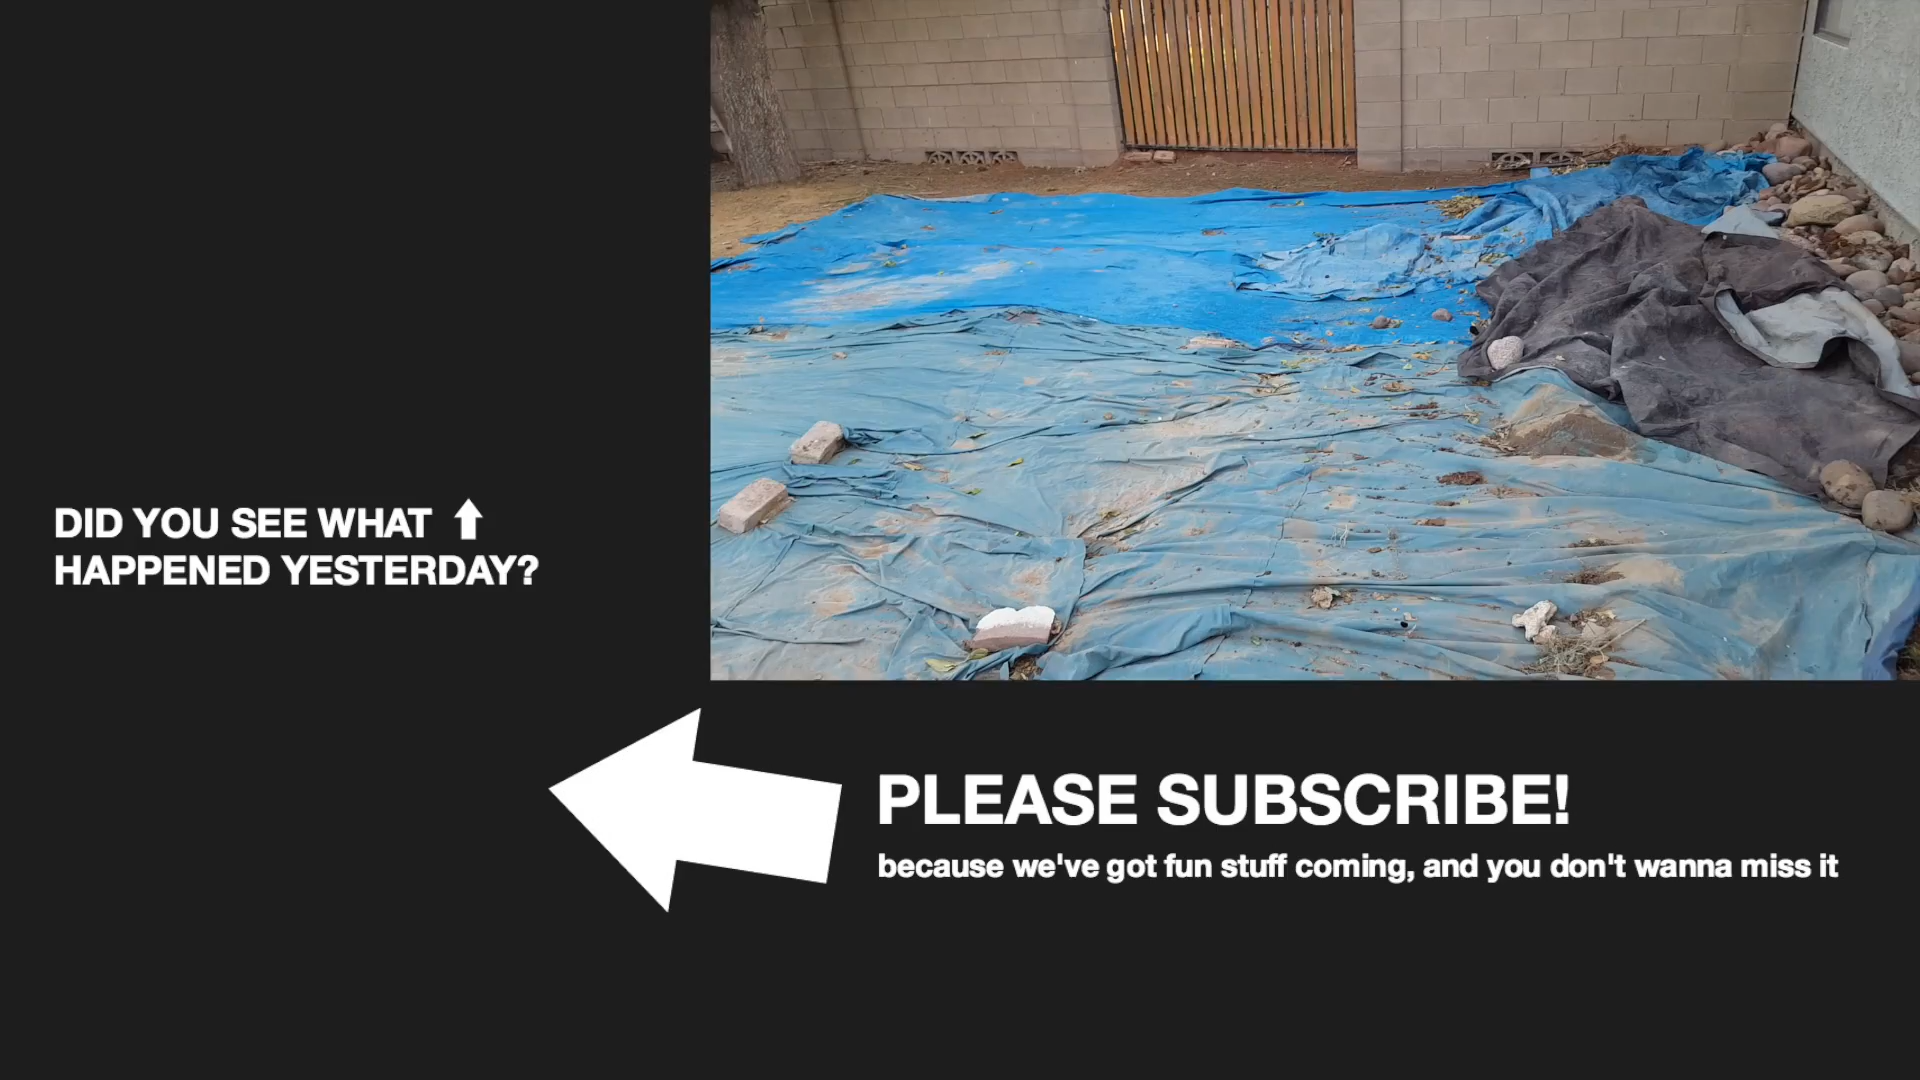 DID YOU SEE WHAT
HAPPENED YESTERDAY?
PLEASE SUBSCRIBE!
because we've got fun stuff coming, and you don't wanna miss it